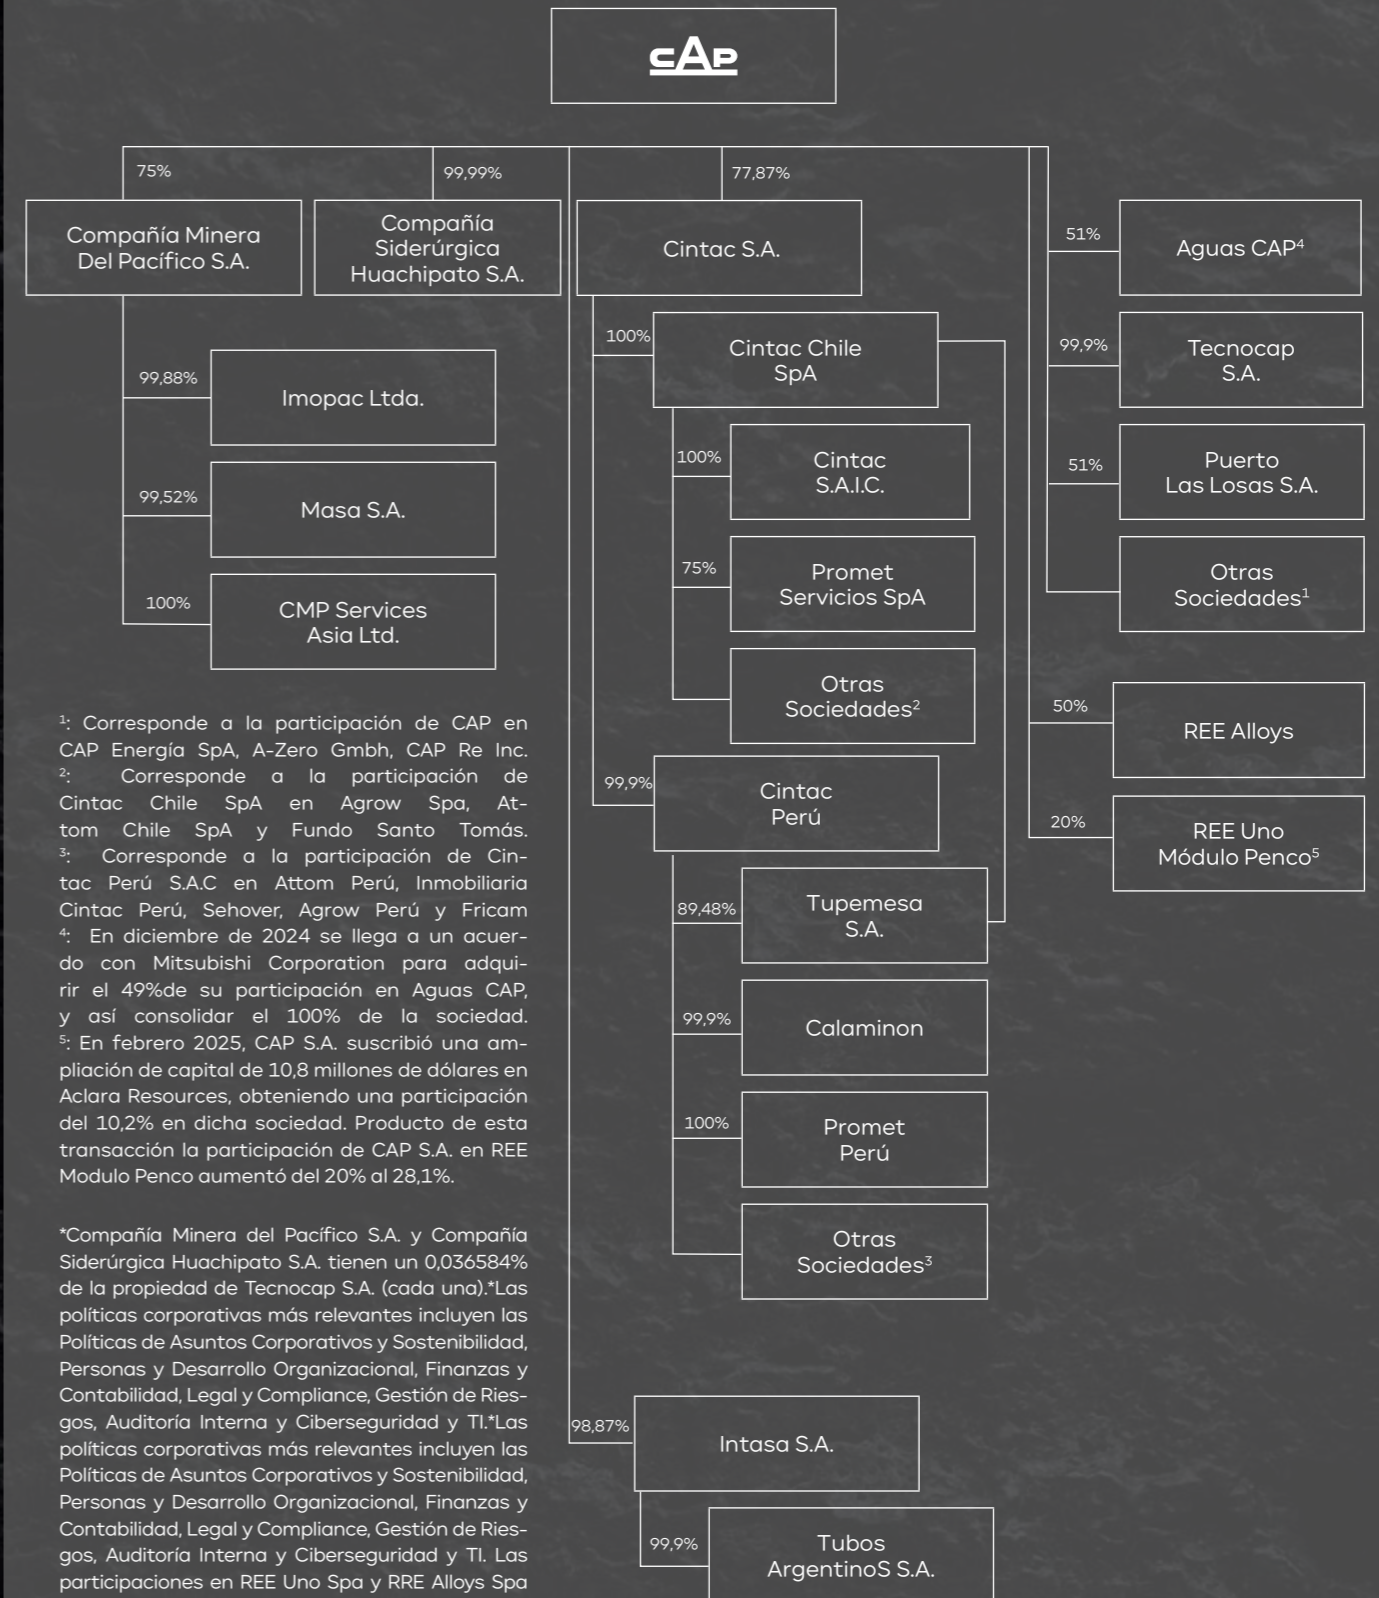 CAP
75%
99,99%
77,87%
Compañía Minera
Del Pacífico S.A.
Compañía
Siderúrgica
Huachipato S.A.
Cintac S.A.
51%
Aguas CAP⁴
99,9%
Tecnocap
S.A.
51%
Puerto
Las Losas S.A.
Otras
Sociedades¹
50%
REE Alloys
20%
REE Uno
Módulo Penco⁵
99,88%
Imopac Ltda.
99,52%
Masa S.A.
100%
CMP Services
Asia Ltd.
100%
Cintac Chile
SpA
100%
Cintac
S.A.I.C.
75%
Promet
Servicios SpA
Otras
Sociedades²
99,9%
Cintac
Perú
89,48%
Tupemesa
S.A.
99,9%
Calaminon
100%
Promet
Perú
Otras
Sociedades³
98,87%
Intasa S.A.
99,9%
Tubos
ArgentinoS S.A.
¹: Corresponde a la participación de CAP en
CAP Energía SpA, A-Zero Gmbh, CAP Re Inc.
²: Corresponde a la participación de
Cintac Chile SpA en Agrow Spa, At-
tom Chile SpA y Fundo Santo Tomás.
³: Corresponde a la participación de Cin-
tac Perú S.A.C en Attom Perú, Inmobiliaria
Cintac Perú, Sehover, Agrow Perú y Fricam
⁴: En diciembre de 2024 se llega a un acuer-
do con Mitsubishi Corporation para adqui-
rir el 49%de su participación en Aguas CAP,
y así consolidar el 100% de la sociedad.
⁵: En febrero 2025, CAP S.A. suscribió una am-
pliación de capital de 10,8 millones de dólares en
Aclara Resources, obteniendo una participación
del 10,2% en dicha sociedad. Producto de esta
transacción la participación de CAP S.A. en REE
Modulo Penco aumentó del 20% al 28,1%.
*Compañía Minera del Pacífico S.A. y Compañía
Siderúrgica Huachipato S.A. tienen un 0,036584%
de la propiedad de Tecnocap S.A. (cada una).*Las
políticas corporativas más relevantes incluyen las
Políticas de Asuntos Corporativos y Sostenibilidad,
Personas y Desarrollo Organizacional, Finanzas y
Contabilidad, Legal y Compliance, Gestión de Ries-
gos, Auditoría Interna y Ciberseguridad y TI.*Las
políticas corporativas más relevantes incluyen las
Políticas de Asuntos Corporativos y Sostenibilidad,
Personas y Desarrollo Organizacional, Finanzas y
Contabilidad, Legal y Compliance, Gestión de Ries-
gos, Auditoría Interna y Ciberseguridad y TI. Las
participaciones en REE Uno Spa y RRE Alloys Spa